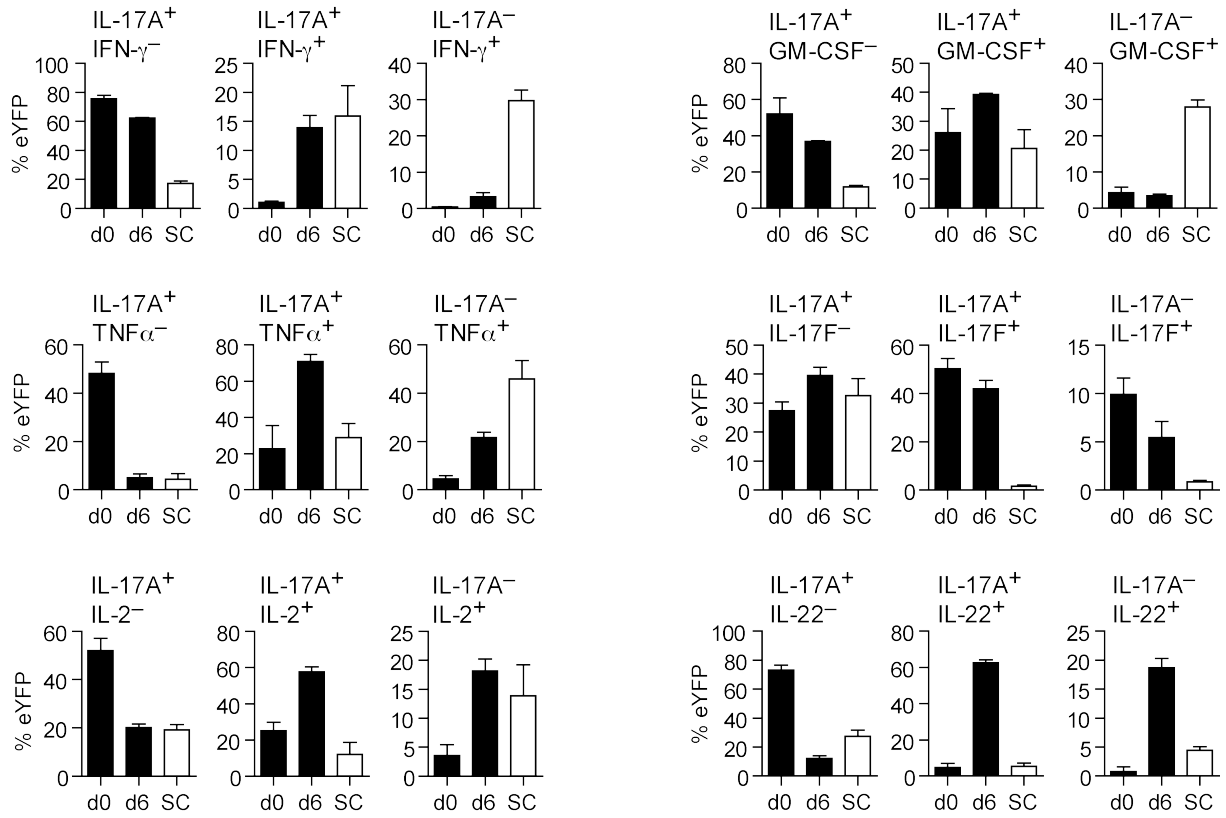 IL-17A⁺ IL-17A⁺ IL-17A⁻ IL-17A⁺ IL-17A⁺ IL-17A⁻
IFN-γ⁻ IFN-γ⁺ IFN-γ⁺ GM-CSF⁻ GM-CSF⁺ GM-CSF⁺
100 25 40 80 50 40
80 20 30 60 40 30
60 15 20 40 30 20
40 10 10 20 20 10
20 5 0 0 10 0
0 0 0
% eYFP % eYFP
d0 d6 SC d0 d6 SC d0 d6 SC d0 d6 SC d0 d6 SC d0 d6 SC
IL-17A⁺ IL-17A⁺ IL-17A⁻ IL-17A⁺ IL-17A⁺ IL-17A⁻
TNFα⁻ TNFα⁺ TNFα⁺ IL-17F⁻ IL-17F⁺ IL-17F⁺
60 80 60 50 60 15
40 60 40 40 40 10
20 40 20 30 20 5
0 20 0 20 0 0
0 10
0
% eYFP % eYFP
d0 d6 SC d0 d6 SC d0 d6 SC d0 d6 SC d0 d6 SC d0 d6 SC
IL-17A⁺ IL-17A⁺ IL-17A⁻ IL-17A⁺ IL-17A⁺ IL-17A⁻
IL-2⁻ IL-2⁺ IL-2⁺ IL-22⁻ IL-22⁺ IL-22⁺
60 80 25 100 80 25
40 60 20 80 60 20
20 40 15 60 40 15
0 20 10 40 20 10
0 5 20 0 5
0 0 0
% eYFP % eYFP
d0 d6 SC d0 d6 SC d0 d6 SC d0 d6 SC d0 d6 SC d0 d6 SC